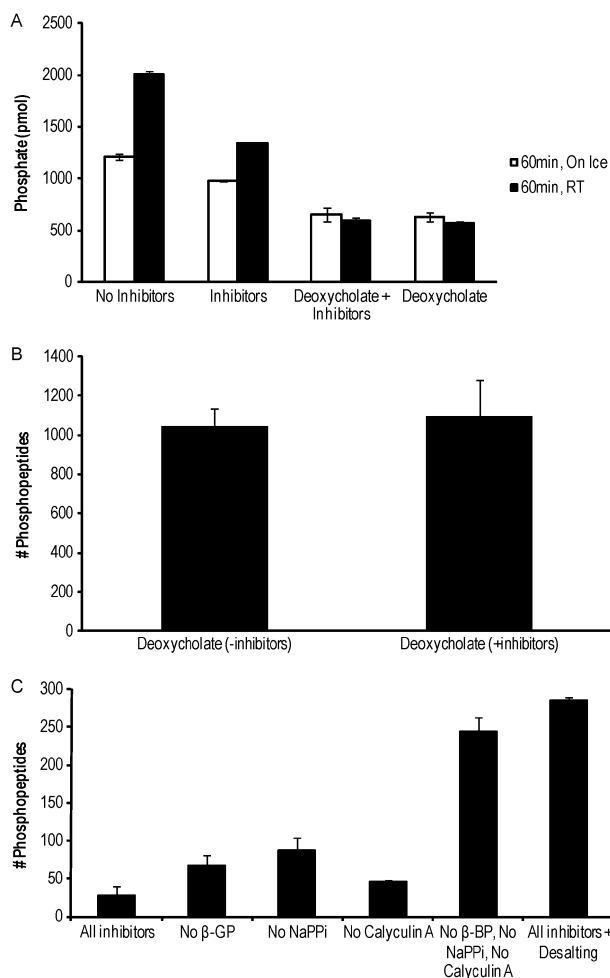 A
2500
2000
1500
1000
500
0
Phosphate (pmol)
60min, On Ice
60min, RT
No Inhibitors
Inhibitors
Deoxycholate +
Inhibitors
Deoxycholate
B
1400
1200
1000
800
600
400
200
0
# Phosphopeptides
Deoxycholate (-inhibitors)
Deoxycholate (+inhibitors)
C
300
250
200
150
100
50
0
# Phosphopeptides
All inhibitors
No β-GP
No NaPPi
No Calyculin A
No β-BP, No
NaPPi, No
Calyculin A
All inhibitors +
Desalting